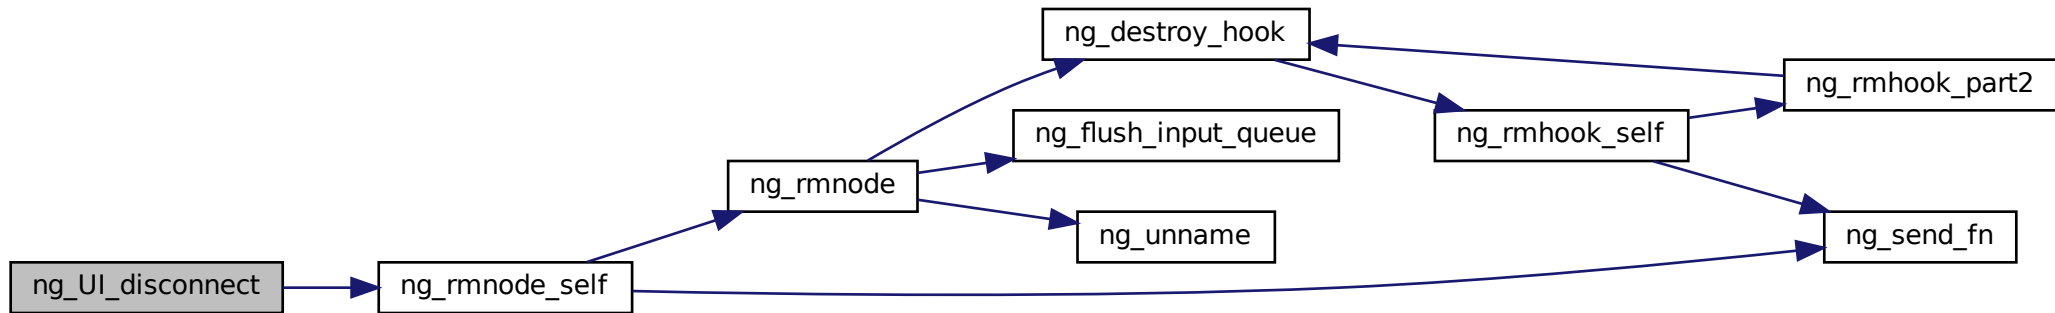 ng_destroy_hook
ng_rmhook_part2
ng_flush_input_queue
ng_rmhook_self
ng_rmnode
ng_unname
ng_send_fn
ng_UI_disconnect
ng_rmnode_self